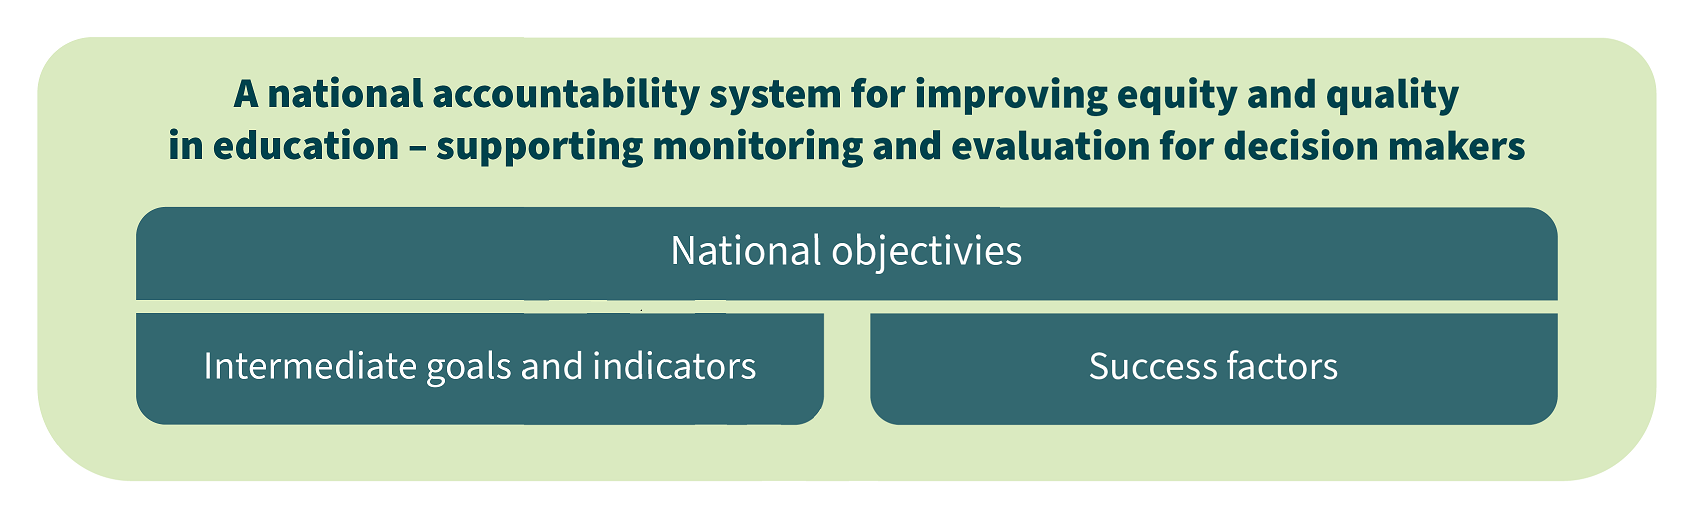 A national accountability system for improving equity and quality
in education – supporting monitoring and evaluation for decision makers
National objectivies
Intermediate goals and indicators
Success factors